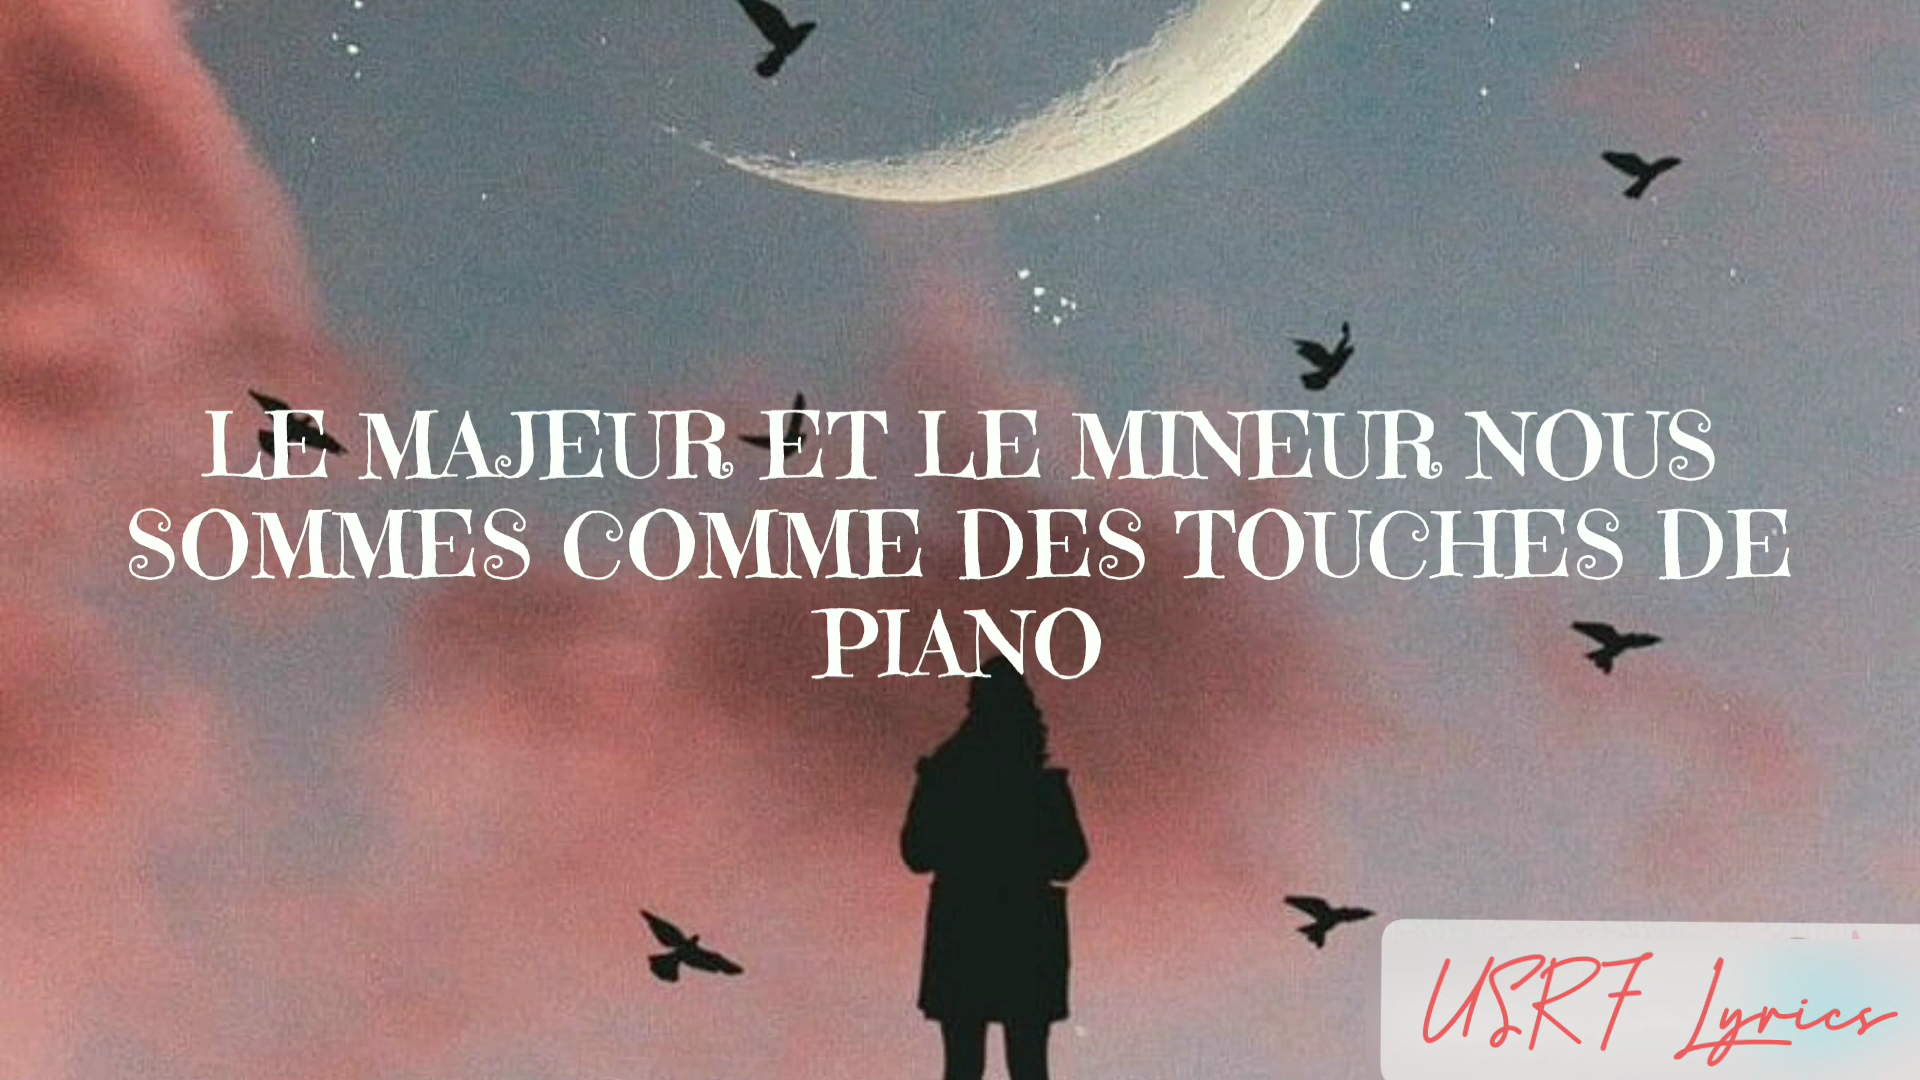 LE MAJEUR ET LE MINEUR NOUS
SOMMES COMME DES TOUCHES DE
PIANO
USRF Lyrics